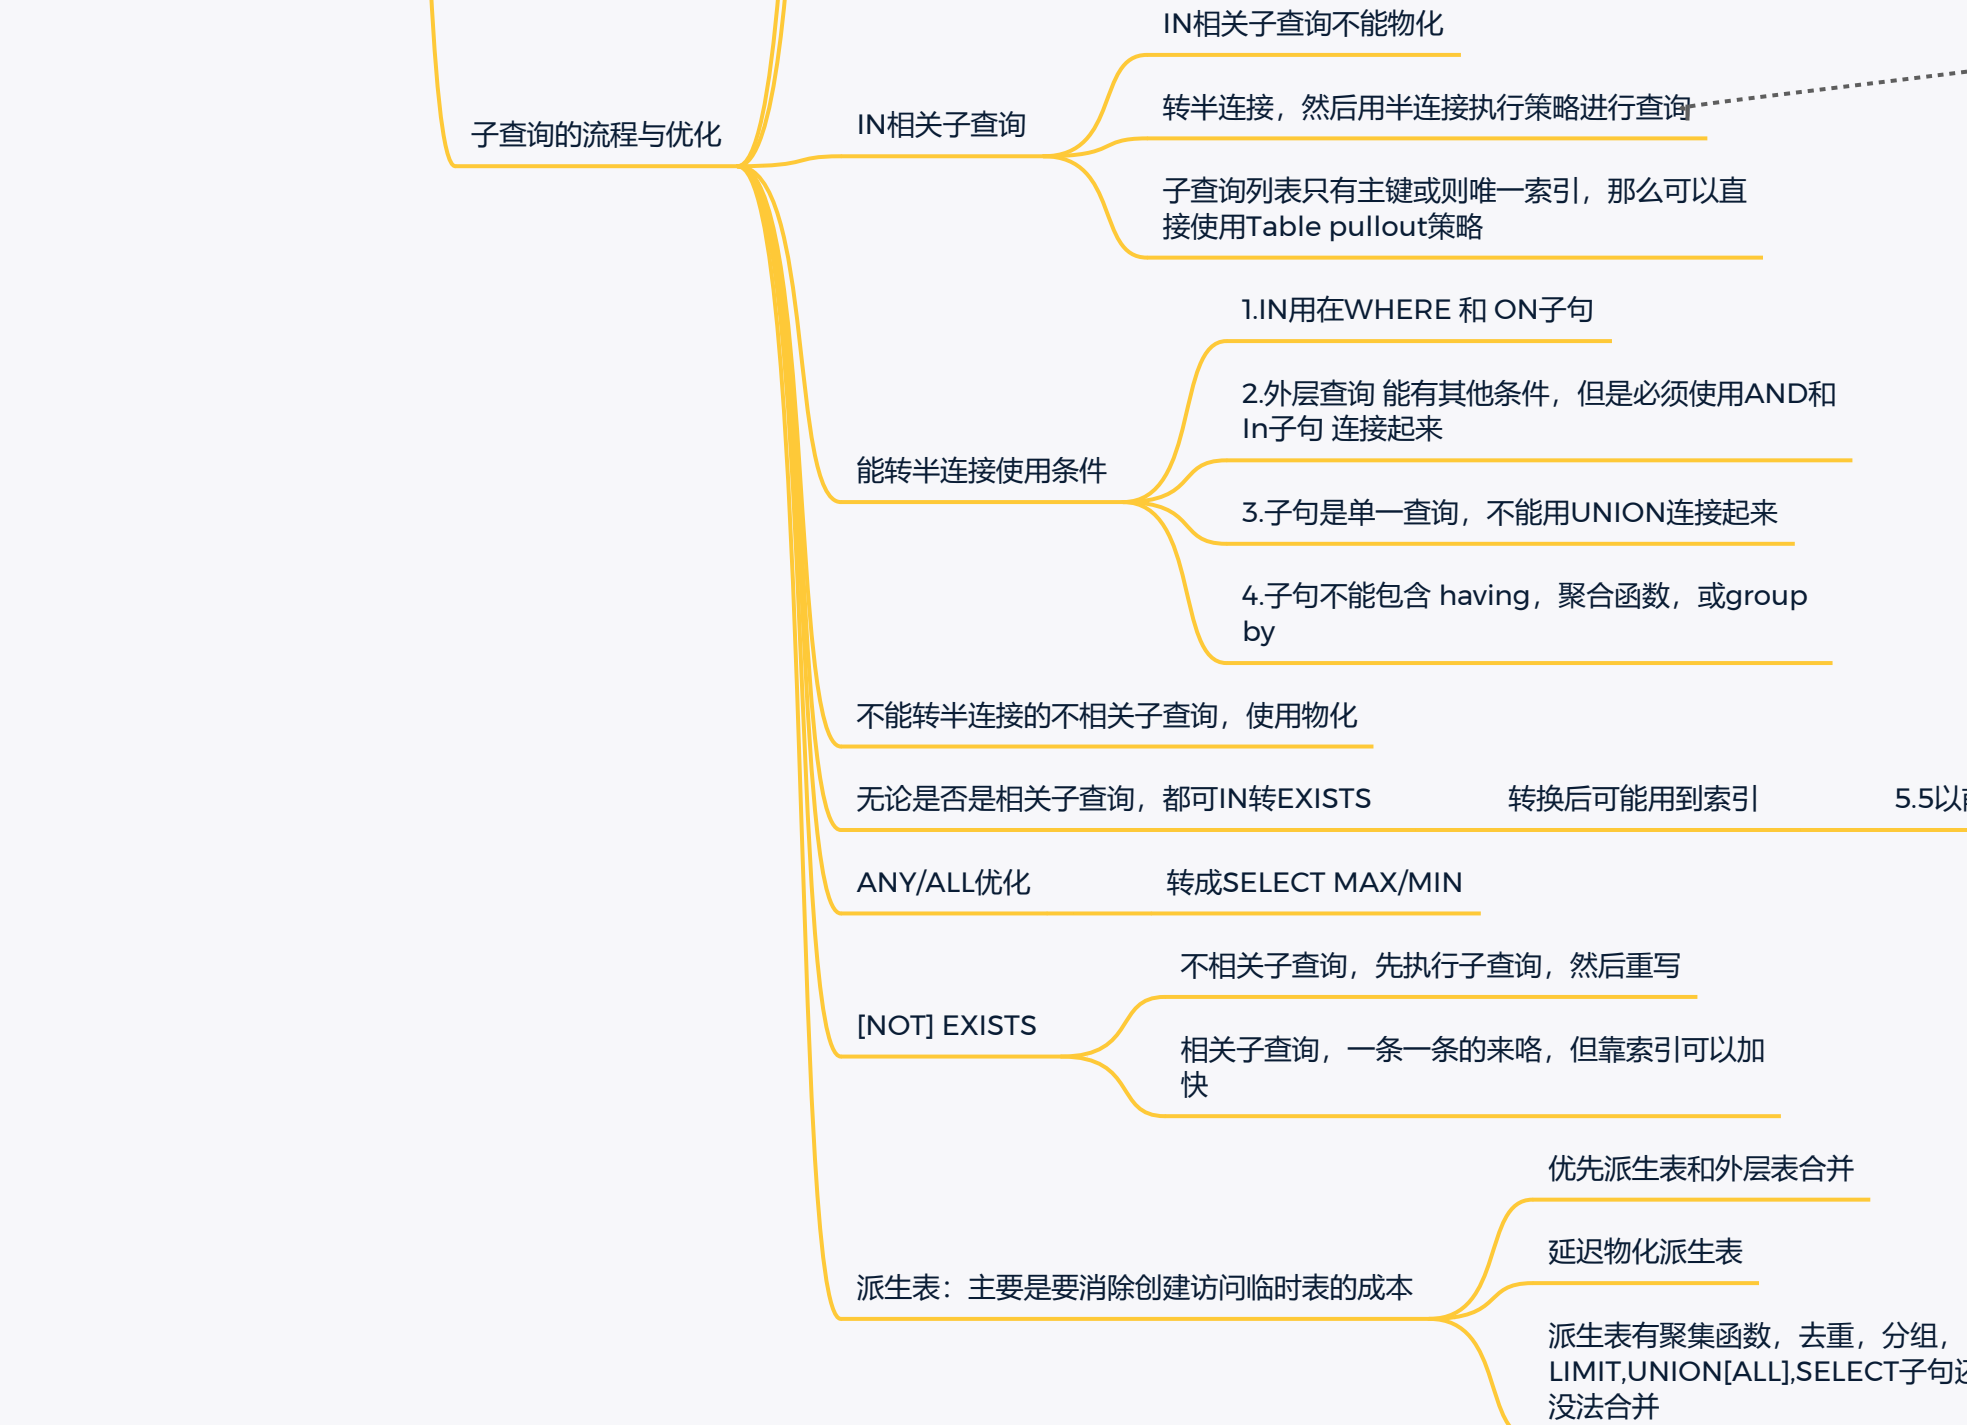 子查询的流程与优化
IN相关子查询
IN相关子查询不能物化
转半连接，然后用半连接执行策略进行查询
子查询列表只有主键或则唯一索引，那么可以直
接使用Table pullout策略
能转半连接使用条件
1.IN用在WHERE 和 ON子句
2.外层查询 能有其他条件，但是必须使用AND和
In子句 连接起来
3.子句是单一查询，不能用UNION连接起来
4.子句不能包含 having，聚合函数，或group
by
不能转半连接的不相关子查询，使用物化
无论是否是相关子查询，都可IN转EXISTS
转换后可能用到索引
5.5以
ANY/ALL优化
转成SELECT MAX/MIN
[NOT] EXISTS
不相关子查询，先执行子查询，然后重写
相关子查询，一条一条的来咯，但靠索引可以加
快
派生表：主要是要消除创建访问临时表的成本
优先派生表和外层表合并
延迟物化派生表
派生表有聚集函数，去重，分组，
LIMIT,UNION[ALL],SELECT子句
没法合并